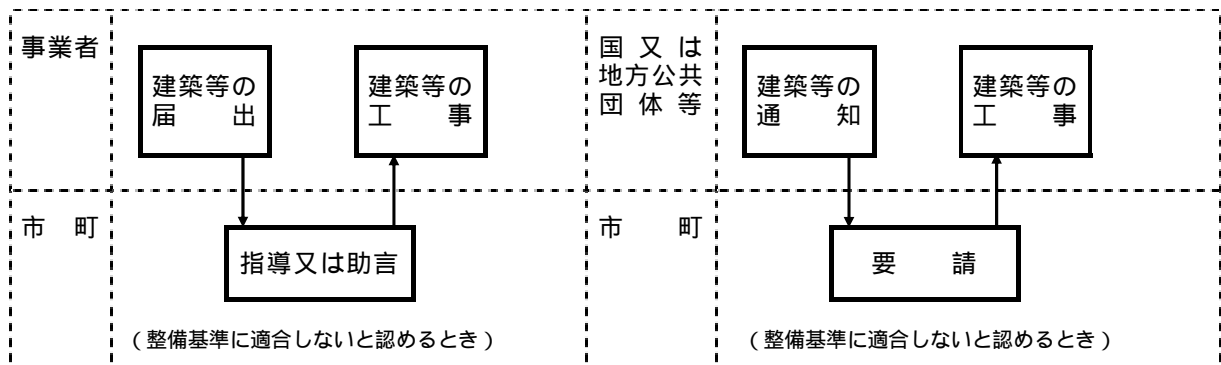 事業者
建築等の
届出
建築等の
工事
国又は
地方公共
団体等
建築等の
通知
建築等の
工事
市町
指導又は助言
(整備基準に適合しないと認めるとき)
市町
要請
(整備基準に適合しないと認めるとき)